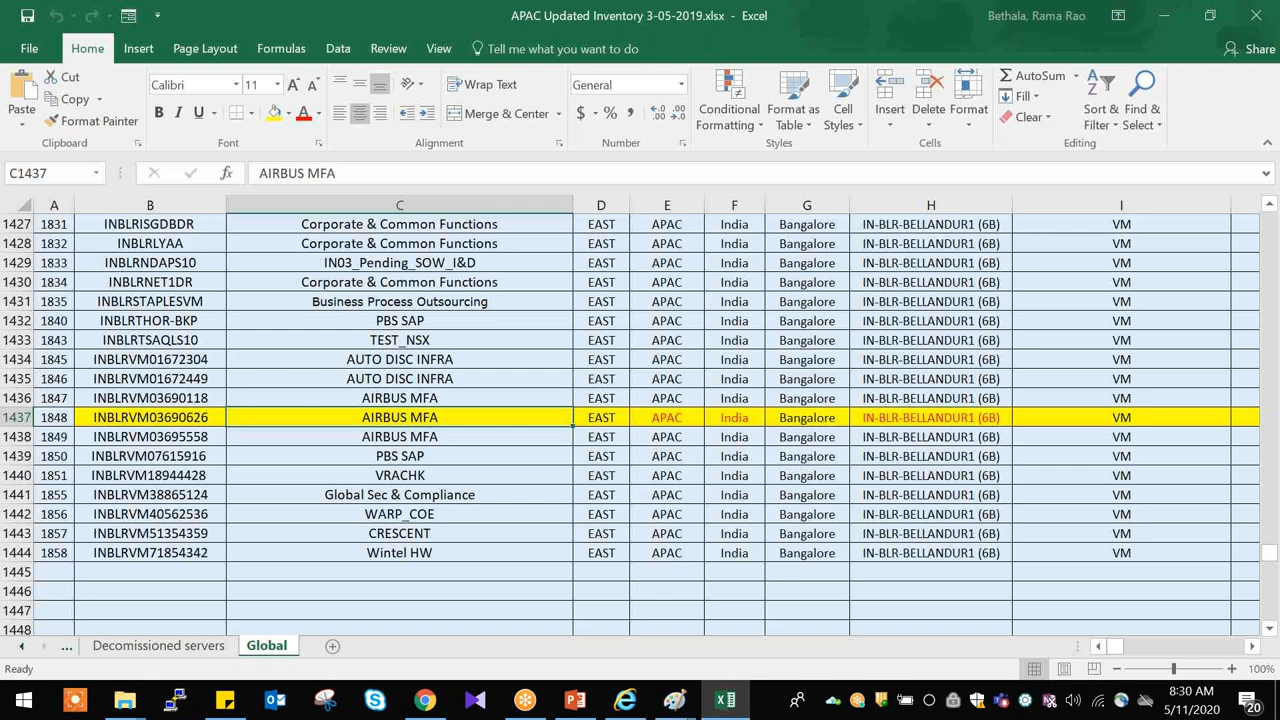 APAC Updated Inventory 3-05-2019.xlsx - Excel
Bethala, Rama Rao
File Home Insert Page Layout Formulas Data Review View Tell me what you want to do Share
Paste Cut Copy Format Painter Clipboard
Calibri 11 B I U Font
Wrap Text Merge & Center Alignment
General $ % , Number
Conditional Formatting Format as Table Cell Styles Styles
Insert Delete Format Cells
AutoSum Fill Clear Sort & Filter Find & Select Editing
C1437 fx AIRBUS MFA
A B C D E F G H I
1427 1831 INBLRISGDBDR Corporate & Common Functions EAST APAC India Bangalore IN-BLR-BELLANDUR1 (6B) VM
1428 1832 INBLRLYAA Corporate & Common Functions EAST APAC India Bangalore IN-BLR-BELLANDUR1 (6B) VM
1429 1833 INBLRNDAPS10 IN03_Pending_SOW_I&D EAST APAC India Bangalore IN-BLR-BELLANDUR1 (6B) VM
1430 1834 INBLRNET1DR Corporate & Common Functions EAST APAC India Bangalore IN-BLR-BELLANDUR1 (6B) VM
1431 1835 INBLRSTAPLESVM Business Process Outsourcing EAST APAC India Bangalore IN-BLR-BELLANDUR1 (6B) VM
1432 1840 INBLRTHOR-BKP PBS SAP EAST APAC India Bangalore IN-BLR-BELLANDUR1 (6B) VM
1433 1843 INBLRTSAQLS10 TEST_NSX EAST APAC India Bangalore IN-BLR-BELLANDUR1 (6B) VM
1434 1845 INBLRVM01672304 AUTO DISC INFRA EAST APAC India Bangalore IN-BLR-BELLANDUR1 (6B) VM
1435 1846 INBLRVM01672449 AUTO DISC INFRA EAST APAC India Bangalore IN-BLR-BELLANDUR1 (6B) VM
1436 1847 INBLRVM03690118 AIRBUS MFA EAST APAC India Bangalore IN-BLR-BELLANDUR1 (6B) VM
1437 1848 INBLRVM03690626 AIRBUS MFA EAST APAC India Bangalore IN-BLR-BELLANDUR1 (6B) VM
1438 1849 INBLRVM03695558 AIRBUS MFA EAST APAC India Bangalore IN-BLR-BELLANDUR1 (6B) VM
1439 1850 INBLRVM07615916 PBS SAP EAST APAC India Bangalore IN-BLR-BELLANDUR1 (6B) VM
1440 1851 INBLRVM18944428 VRACHK EAST APAC India Bangalore IN-BLR-BELLANDUR1 (6B) VM
1441 1855 INBLRVM38865124 Global Sec & Compliance EAST APAC India Bangalore IN-BLR-BELLANDUR1 (6B) VM
1442 1856 INBLRVM40562536 WARP_COE EAST APAC India Bangalore IN-BLR-BELLANDUR1 (6B) VM
1443 1857 INBLRVM51354359 CRESCENT EAST APAC India Bangalore IN-BLR-BELLANDUR1 (6B) VM
1444 1858 INBLRVM71854342 Wintel HW EAST APAC India Bangalore IN-BLR-BELLANDUR1 (6B) VM
1445
1446
1447
1448
... Decomissioned servers Global
Ready 100%
8:30 AM
5/11/2020
20